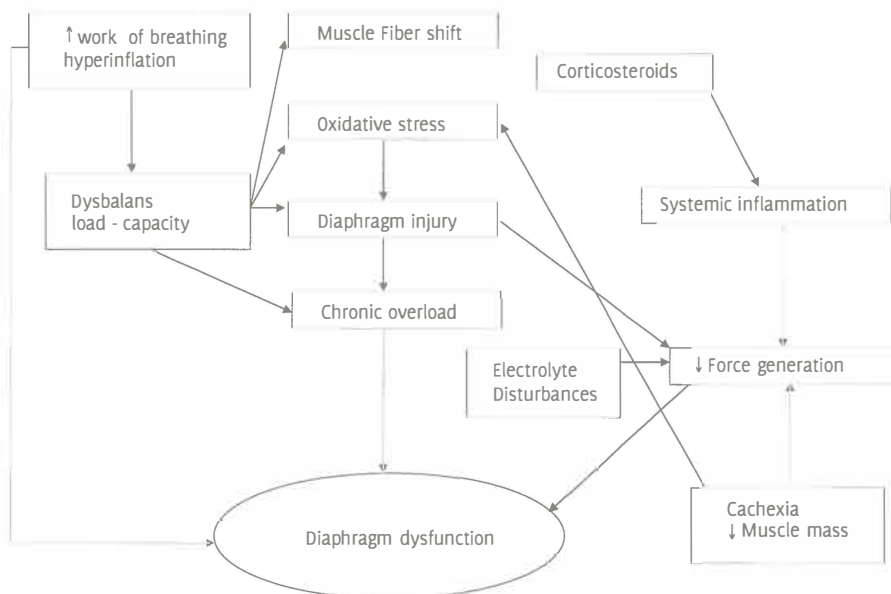 ↑ work of breathing
hyperinflation
Muscle Fiber shift
Corticosteroids
Oxidative stress
Dysbalans
load - capacity
Diaphragm injury
Systemic inflammation
Chronic overload
Electrolyte
Disturbances
↓ Force generation
Cachexia
↓ Muscle mass
Diaphragm dysfunction